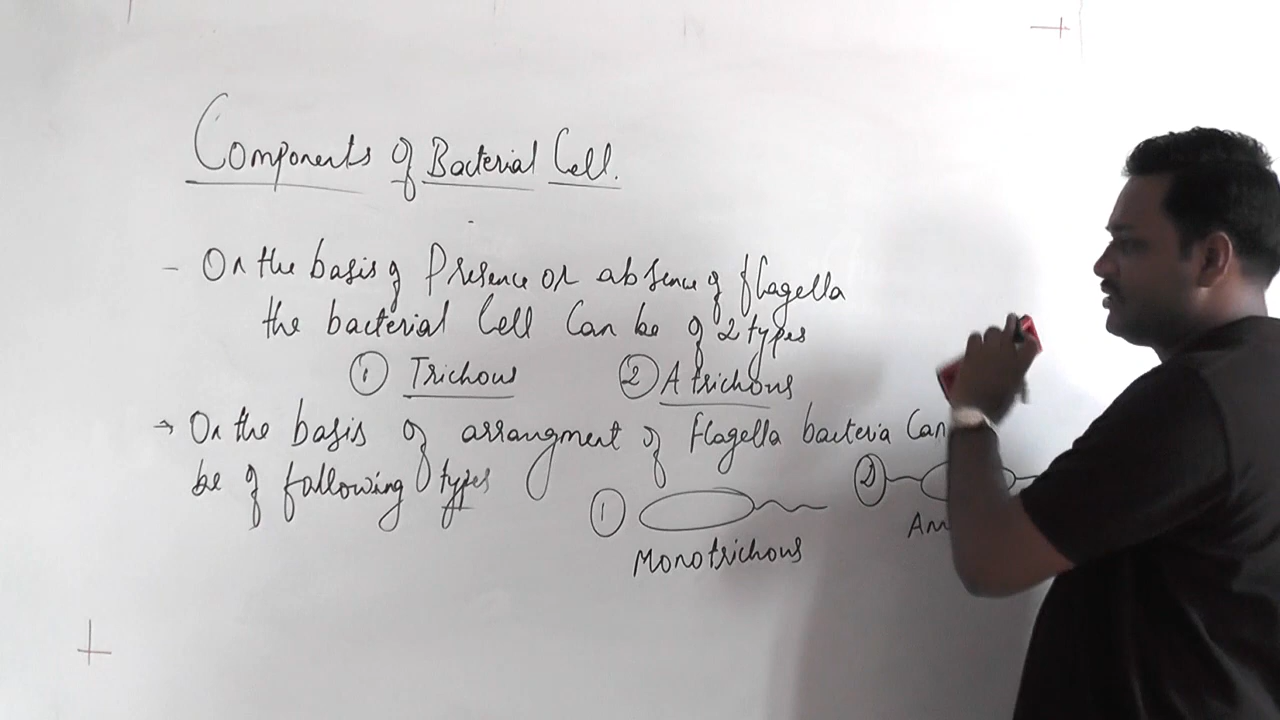 Components of Bacterial Cell.
- On the basis of Presence or absence of flagella
the bacterial Cell Can be of 2 types
① Trichous ② Atrichous
→ On the basis of arrangment of flagella bacteria Can
be of following types
① ②
Monotrichous